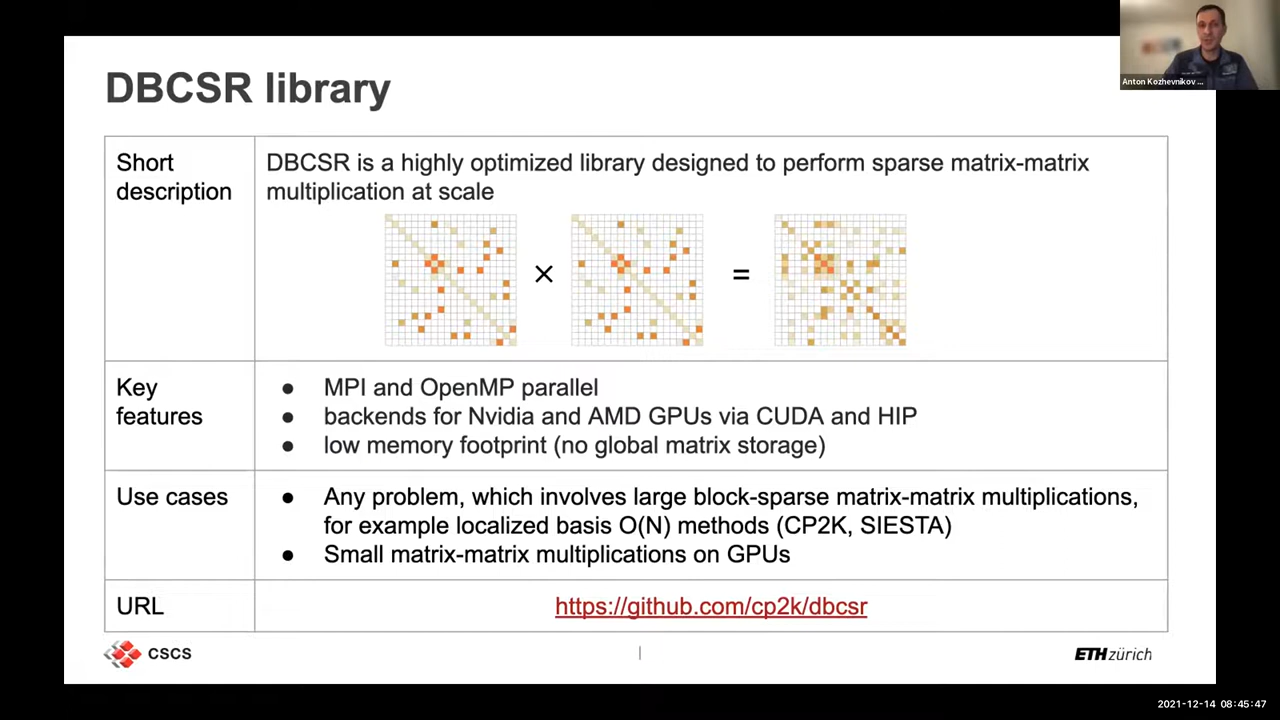 Anton Kozhevnikov ...
DBCSR library
Short
description
DBCSR is a highly optimized library designed to perform sparse matrix-matrix
multiplication at scale
×
=
Key
features
● MPI and OpenMP parallel
● backends for Nvidia and AMD GPUs via CUDA and HIP
● low memory footprint (no global matrix storage)
Use cases
● Any problem, which involves large block-sparse matrix-matrix multiplications,
for example localized basis O(N) methods (CP2K, SIESTA)
● Small matrix-matrix multiplications on GPUs
URL
https://github.com/cp2k/dbcsr
CSCS
|
ETH zürich
2021-12-14 08:45:47